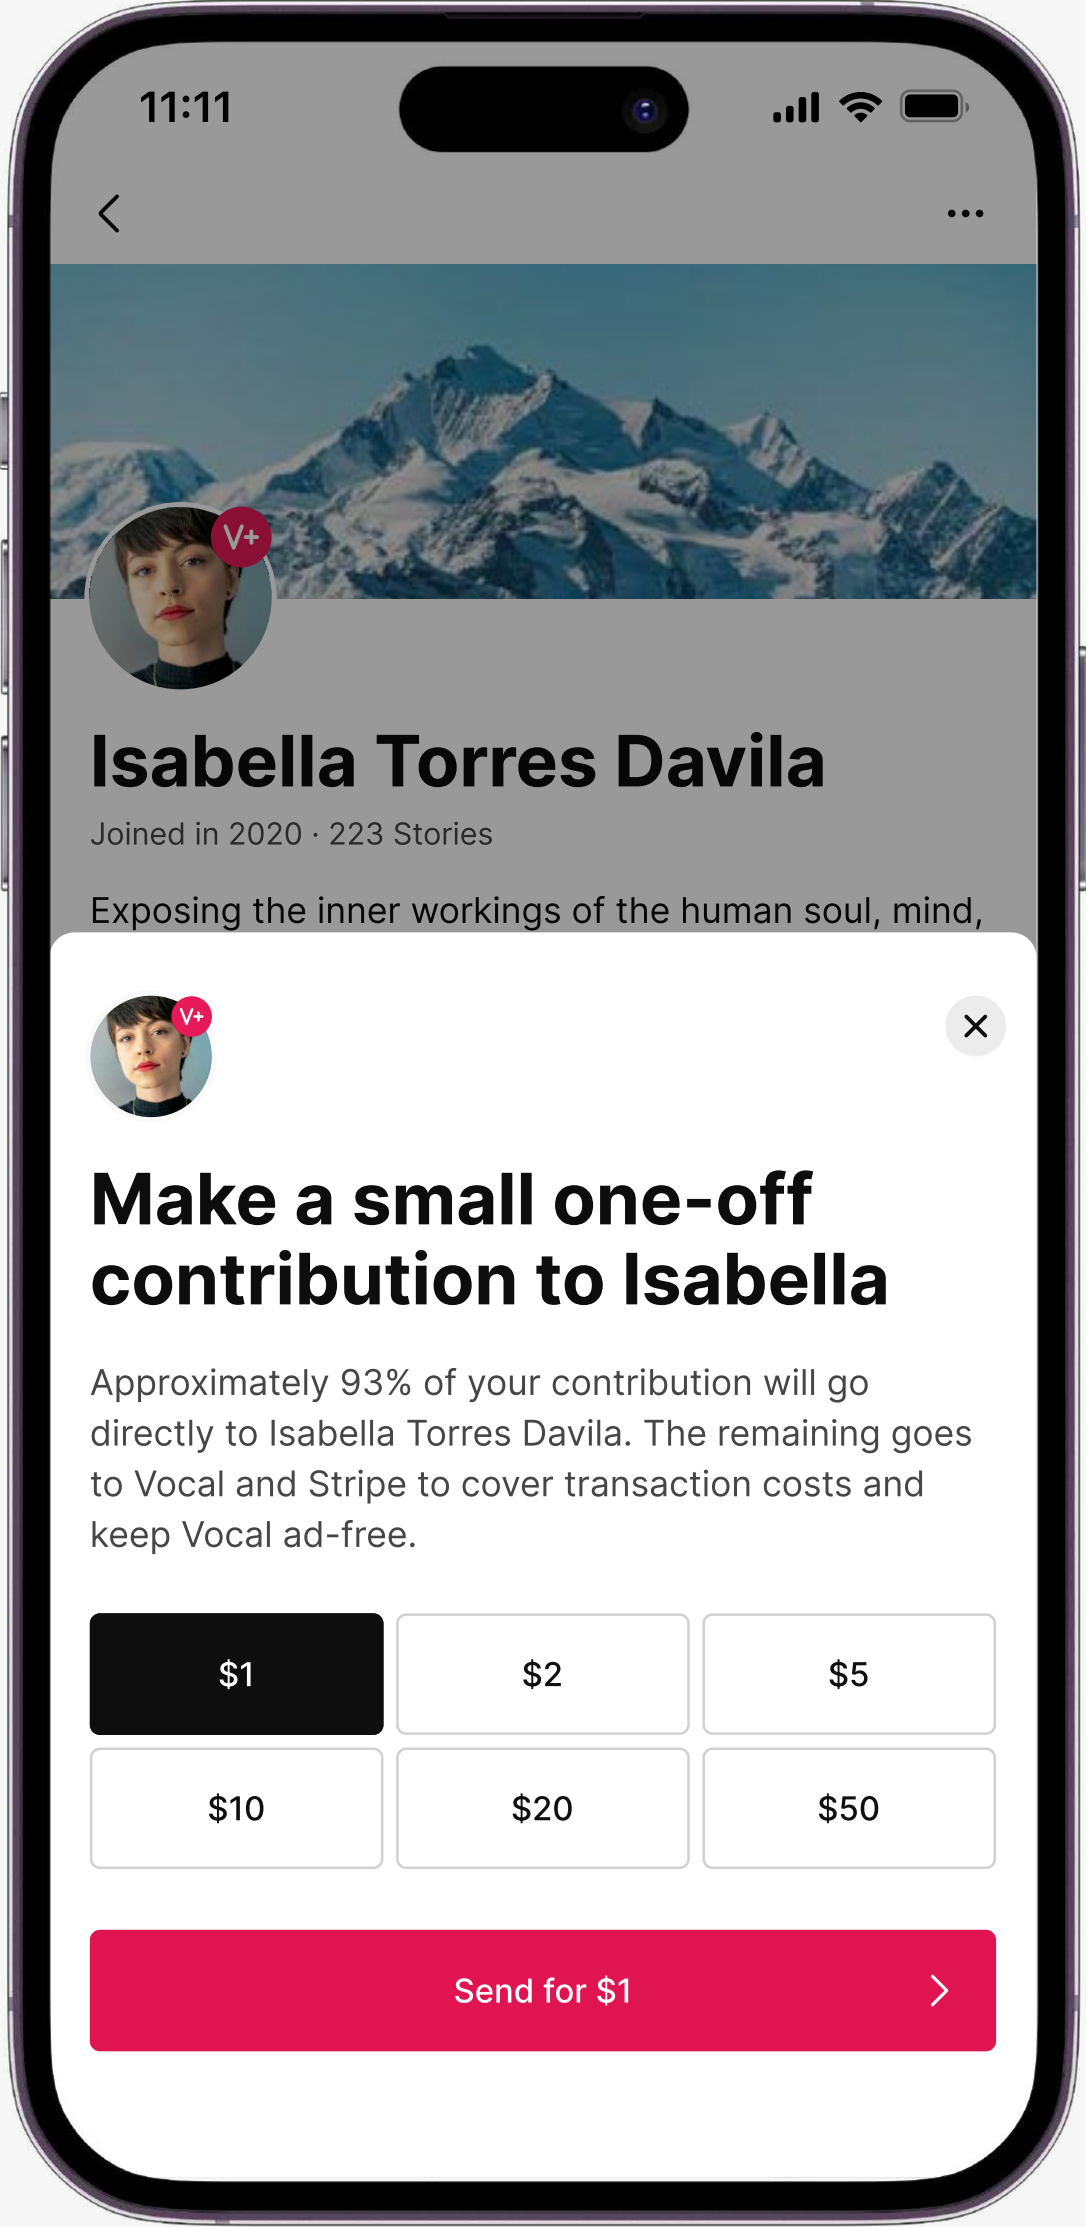 11:11
V+
Isabella Torres Davila
Joined in 2020 · 223 Stories
Exposing the inner workings of the human soul, mind,
V+
Make a small one-off
contribution to Isabella
Approximately 93% of your contribution will go
directly to Isabella Torres Davila. The remaining goes
to Vocal and Stripe to cover transaction costs and
keep Vocal ad-free.
$1 $2 $5
$10 $20 $50
Send for $1